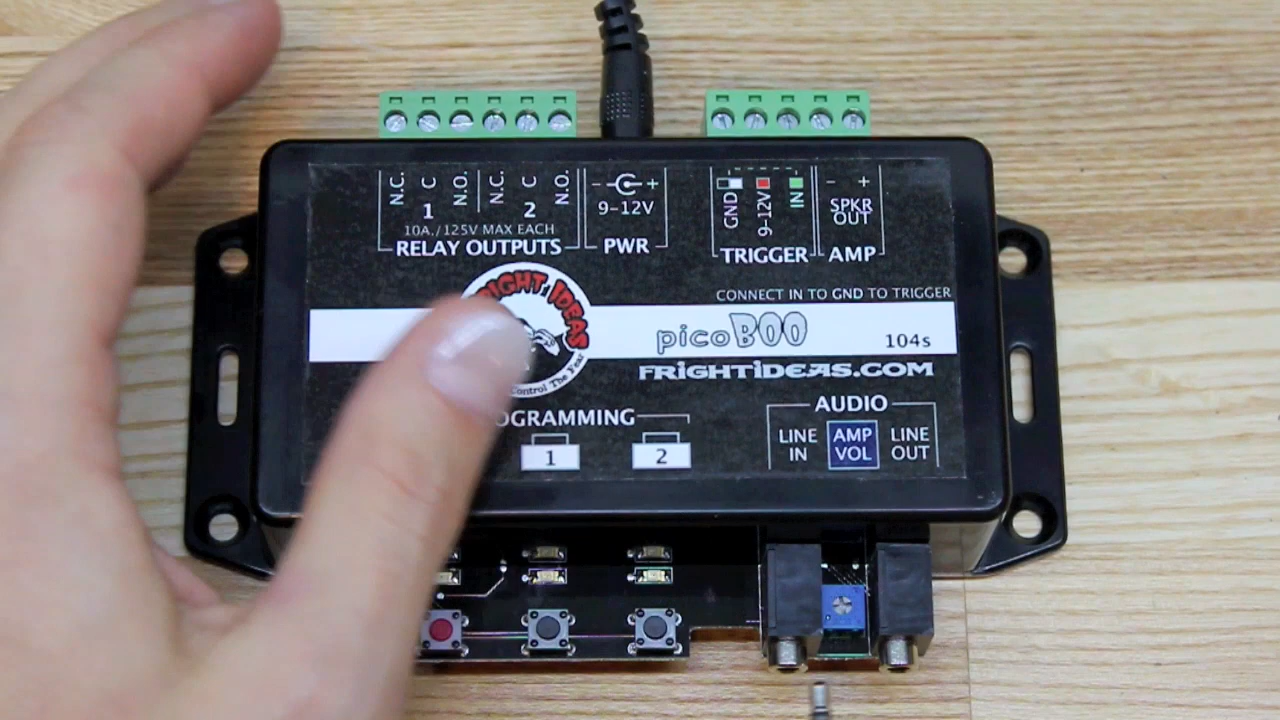 N.C. C N.O. N.C. C N.O.
1 2
10A./125V MAX EACH
RELAY OUTPUTS
- +
9-12V
PWR
GND 9-12V IN
TRIGGER
- +
SPKR
OUT
AMP
CONNECT IN TO GND TO TRIGGER
RIGHT IDEAS
Control The Fear
picoBOO
104s
FRIGHTIDEAS.COM
OGRAMMING
1 2
AUDIO
LINE
IN
AMP
VOL
LINE
OUT